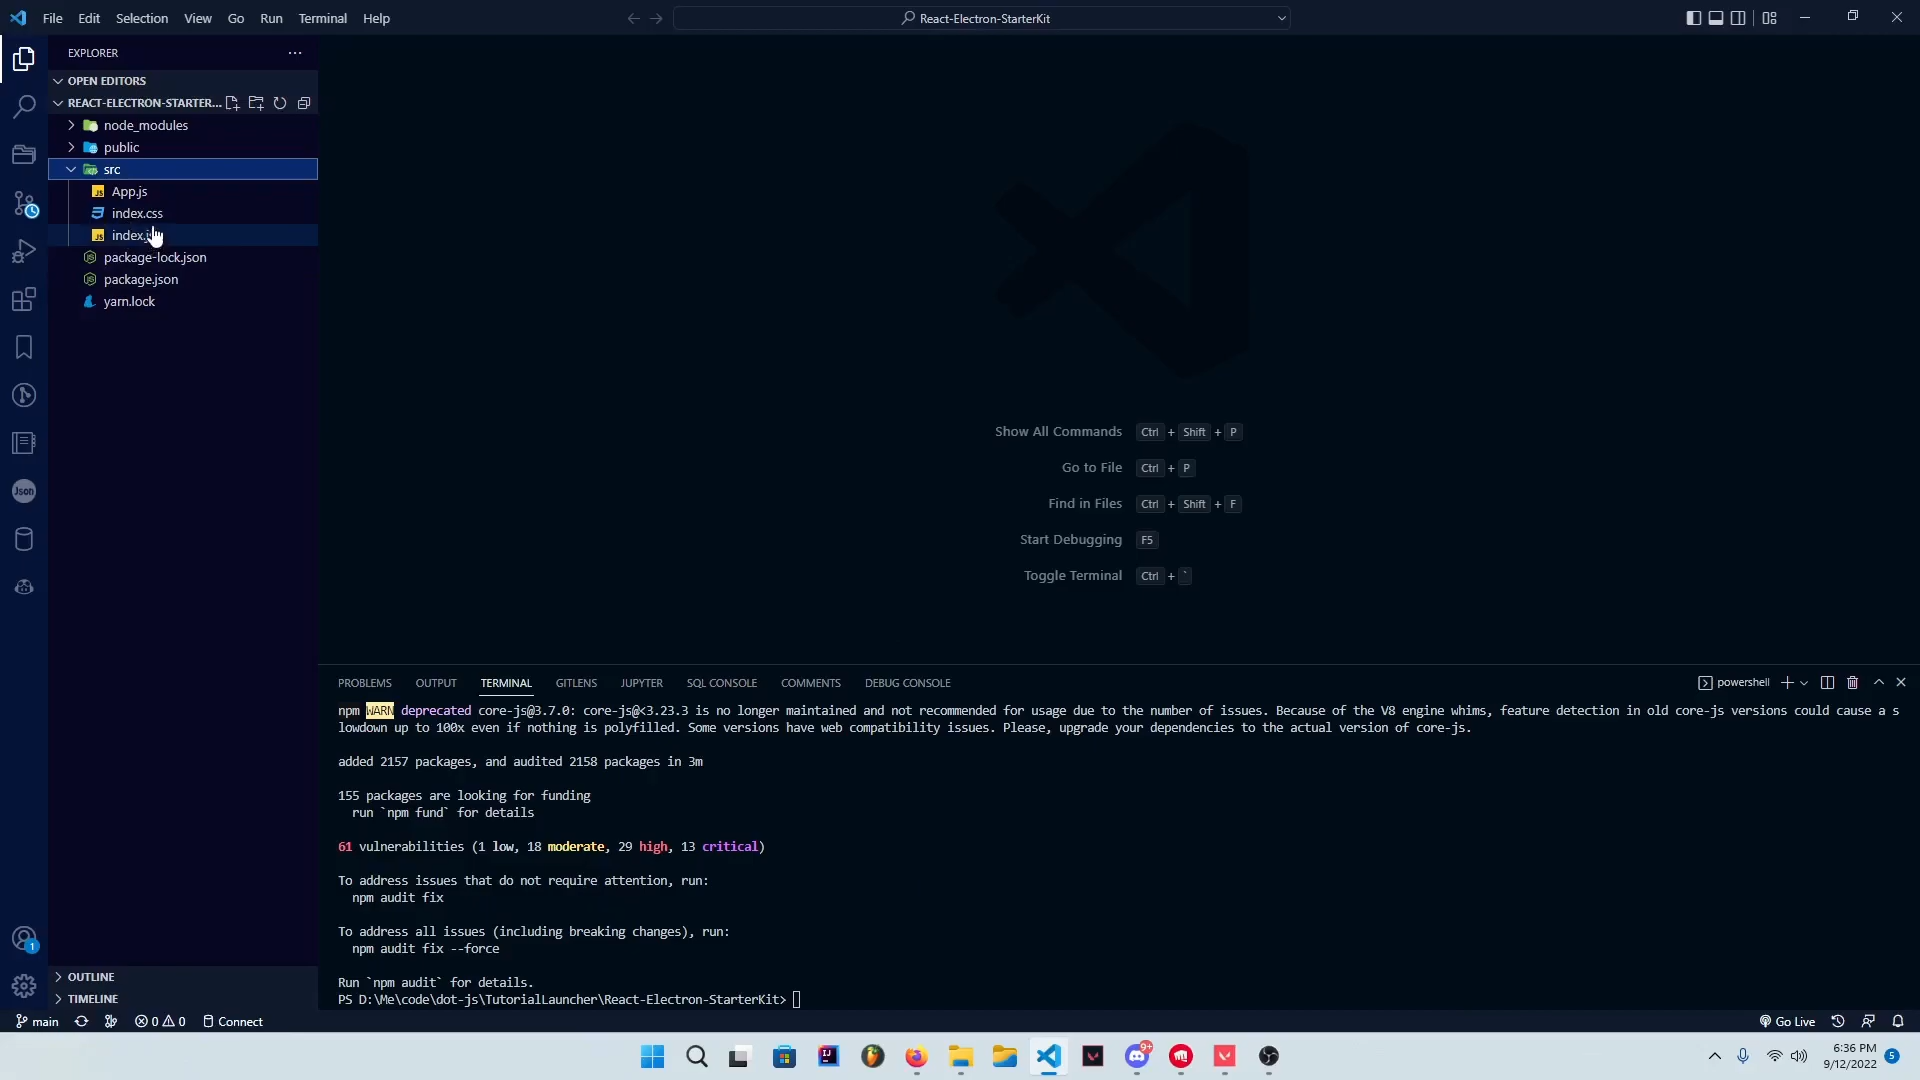 File Edit Selection View Go Run Terminal Help
React-Electron-StarterKit
EXPLORER
OPEN EDITORS
REACT-ELECTRON-STARTER...
node_modules
public
src
App.js
index.css
package-lock.json
package.json
yarn.lock
Json
1
OUTLINE
TIMELINE
Show All Commands Ctrl + Shift + P
Go to File Ctrl + P
Find in Files Ctrl + Shift + F
Start Debugging F5
Toggle Terminal Ctrl + `
PROBLEMS OUTPUT TERMINAL GITLENS JUPYTER SQL CONSOLE COMMENTS DEBUG CONSOLE
powershell
npm WARN deprecated core-js@3.7.0: core-js@<3.23.3 is no longer maintained and not recommended for usage due to the number of issues. Because of the V8 engine whims, feature detection in old core-js versions could cause a s
lowdown up to 100x even if nothing is polyfilled. Some versions have web compatibility issues. Please, upgrade your dependencies to the actual version of core-js.
added 2157 packages, and audited 2158 packages in 3m
155 packages are looking for funding
run `npm fund` for details
61 vulnerabilities (1 low, 18 moderate, 29 high, 13 critical)
To address issues that do not require attention, run:
npm audit fix
To address all issues (including breaking changes), run:
npm audit fix --force
Run `npm audit` for details.
PS D:\Me\code\dot-js\TutorialLauncher\React-Electron-StarterKit>
main 0 0 Connect
Go Live
IJ
9+
6:36 PM
9/12/2022
5